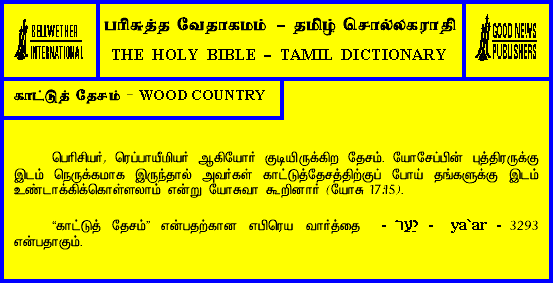 BELLWETHER
INTERNATIONAL
பரிசுத்த வேதாகமம் – தமிழ் சொல்லகராதி
THE HOLY BIBLE – TAMIL DICTIONARY
GOOD NEWS
PUBLISHERS
காட்டுத் தேசம் – WOOD COUNTRY
பெரிசியர், ரெப்பாயீமியர் ஆகியோர் குடியிருக்கிற தேசம். யோசேப்பின் புத்திரருக்கு
இடம் நெருக்கமாக இருந்தால் அவர்கள் காட்டுத்தேசத்திற்குப் போய் தங்களுக்கு இடம்
உண்டாக்கிக்கொள்ளலாம் என்று யோசுவா கூறினார் (யோசு 17:15).
“காட்டுத் தேசம்” என்பதற்கான எபிரெய வார்த்தை - יַעַר - ya`ar - 3293
என்பதாகும்.